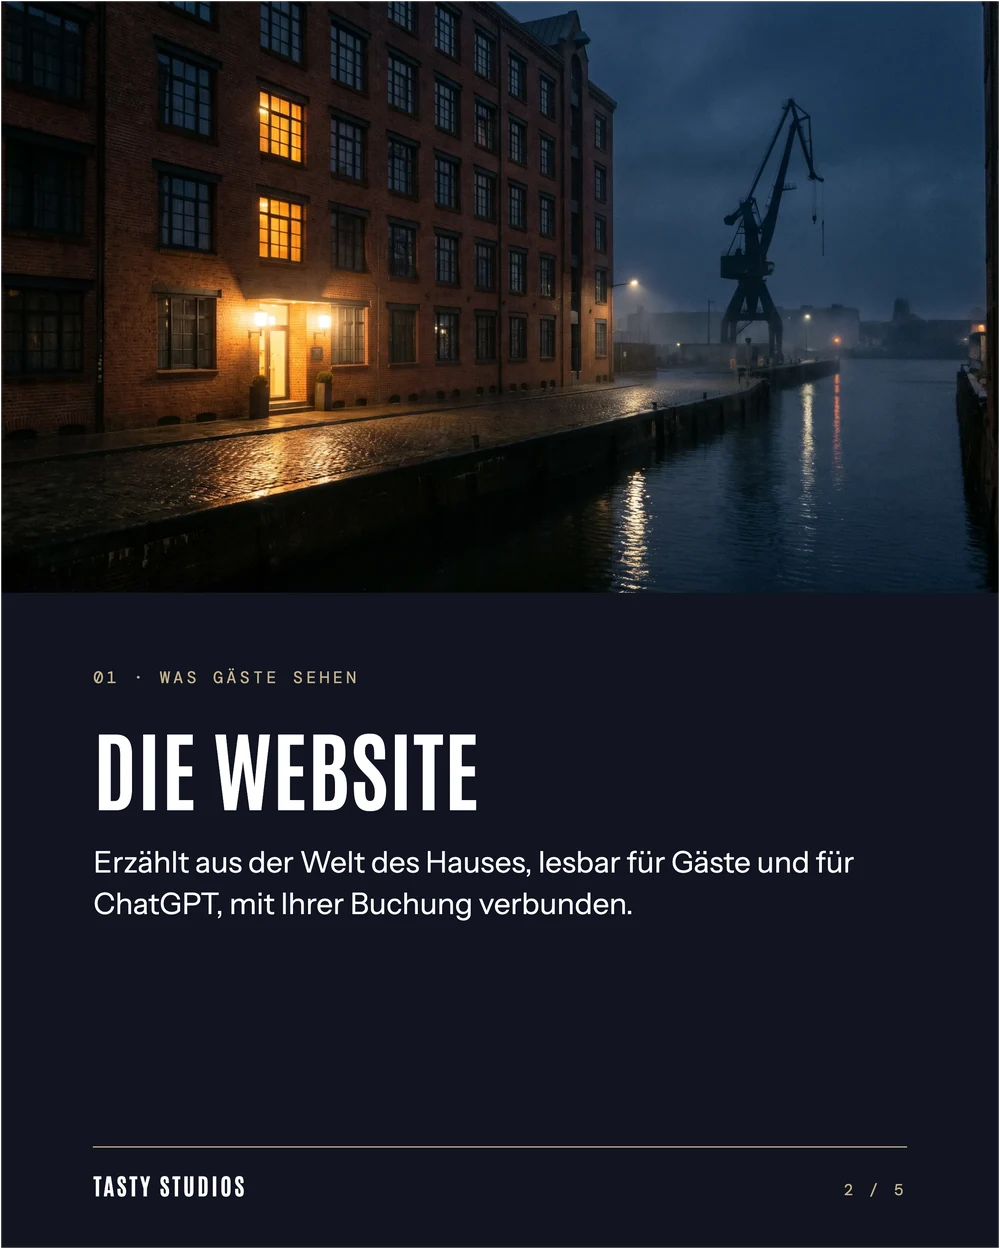 01 · WAS GÄSTE SEHEN
DIE WEBSITE
Erzählt aus der Welt des Hauses, lesbar für Gäste und für
ChatGPT, mit Ihrer Buchung verbunden.
TASTY STUDIOS
2 / 5